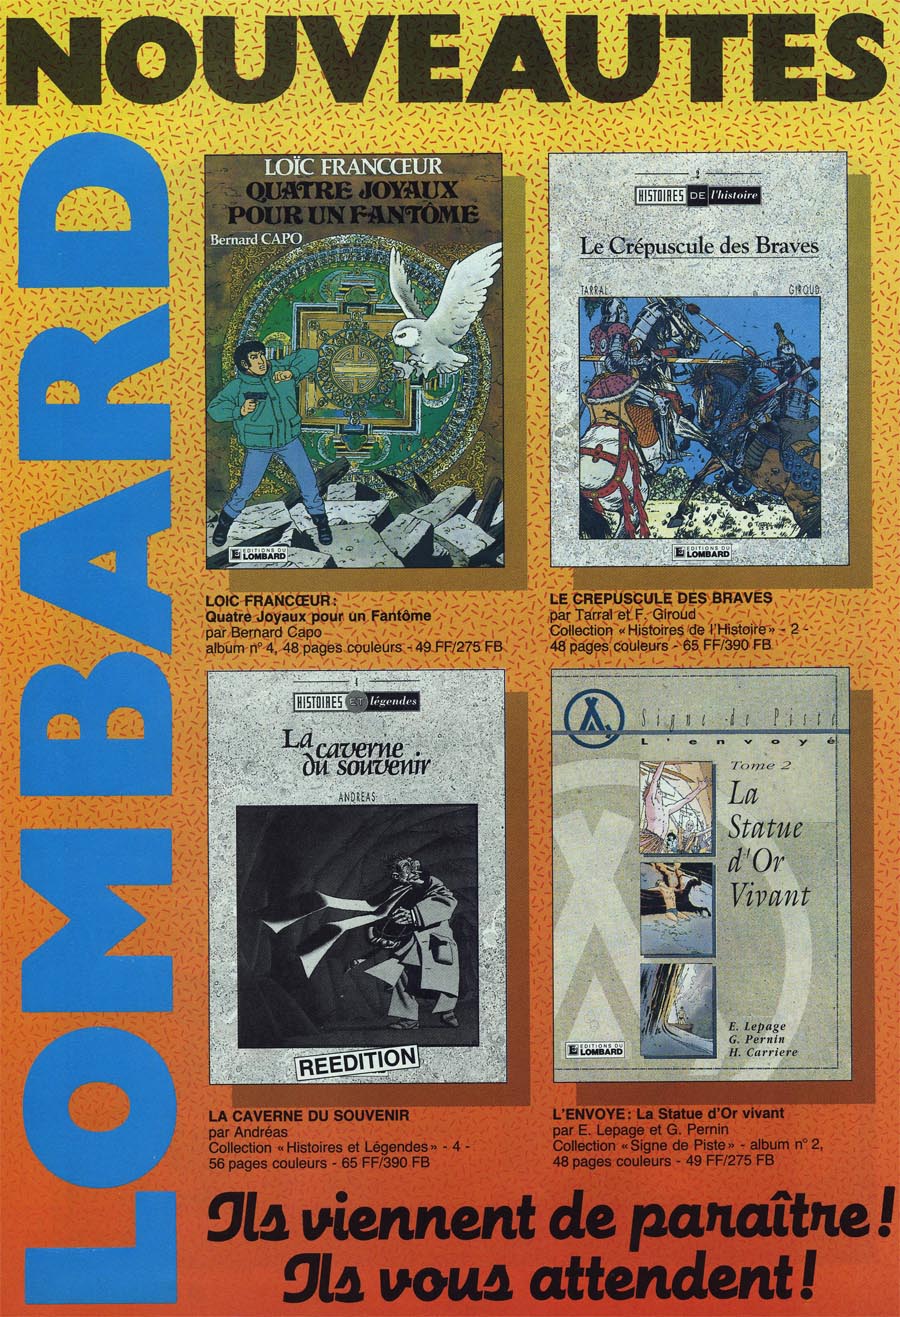 NOUVEAUTES
LOMBARD
LOÏC FRANCŒUR
QUATRE JOYAUX
POUR UN FANTÔME
Bernard CAPO
EDITIONS DU
LOMBARD
LOIC FRANCŒUR:
Quatre Joyaux pour un Fantôme
par Bernard Capo
album n° 4, 48 pages couleurs - 49 FF/275 FB
2
HISTOIRES DE l'histoire
Le Crépuscule des Braves
TARRAL GIROUD
EDITIONS DU
LOMBARD
LE CREPUSCULE DES BRAVES
par Tarral et F. Giroud
Collection «Histoires de l'Histoire» - 2 -
48 pages couleurs - 65 FF/390 FB
4
HISTOIRES ET légendes
La
caverne
du souvenir
ANDREAS
REEDITION
LA CAVERNE DU SOUVENIR
par Andréas
Collection «Histoires et Légendes» - 4 -
56 pages couleurs - 65 FF/390 FB
Signe de Piste
L'envoyé
Tome 2
La
Statue
d'Or
Vivant
E. Lepage
G. Pernin
H. Carriere
EDITIONS DU
LOMBARD
L'ENVOYE: La Statue d'Or vivant
par E. Lepage et G. Pernin
Collection «Signe de Piste» - album n° 2,
48 pages couleurs - 49 FF/275 FB
Ils viennent de paraître!
Ils vous attendent!